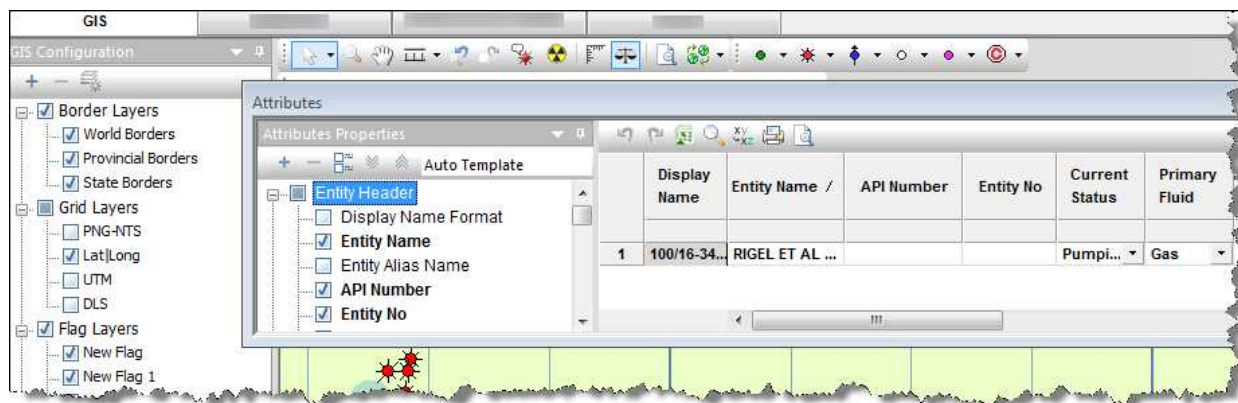 GIS
GIS Configuration
Border Layers
World Borders
Provincial Borders
State Borders
Grid Layers
PNG-NTS
Lat|Long
UTM
DLS
Flag Layers
New Flag
New Flag 1
Attributes
Attributes Properties
Auto Template
Entity Header
Display Name Format
Entity Name
Entity Alias Name
API Number
Entity No
Display Name
Entity Name /
API Number
Entity No
Current Status
Primary Fluid
1 100/16-34... RIGEL ET AL ... Pumpi... Gas